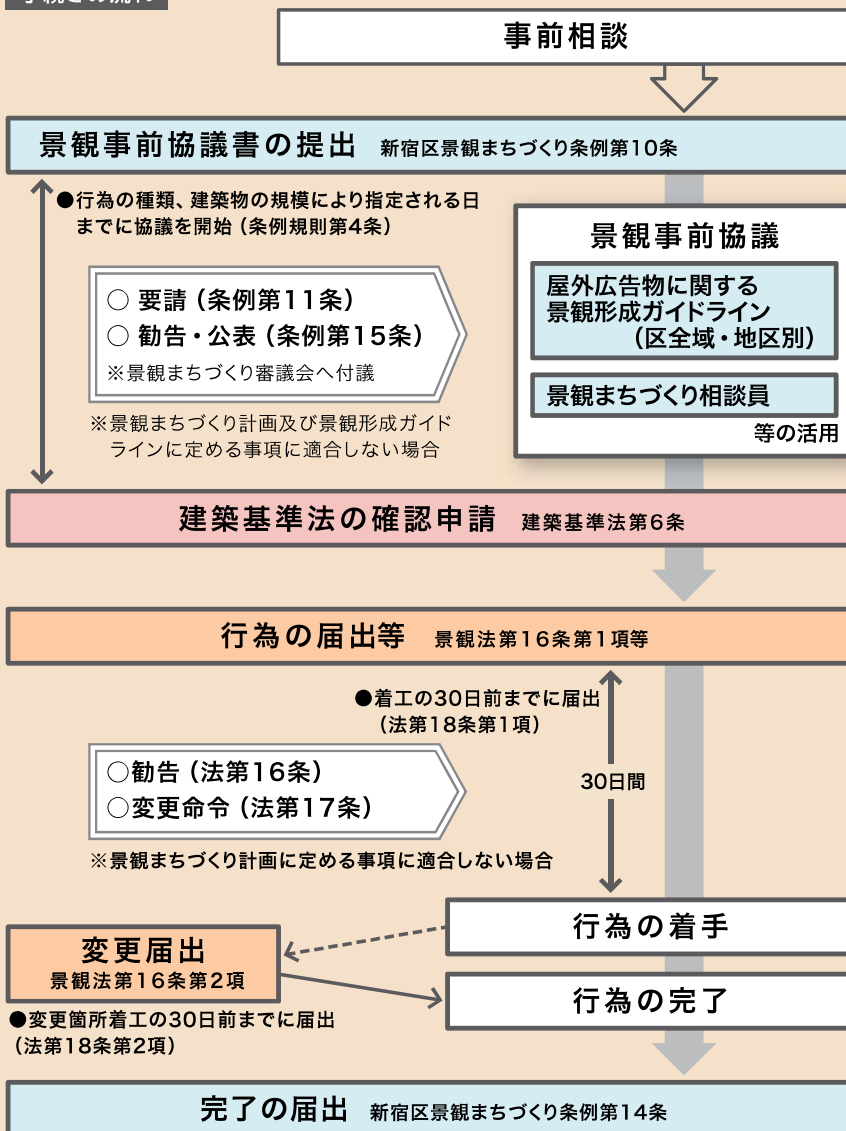 事前相談
景観事前協議書の提出 新宿区景観まちづくり条例第10条
●行為の種類、建築物の規模により指定される日
までに協議を開始（条例規則第4条）
○ 要請（条例第11条）
○ 勧告・公表（条例第15条）
※景観まちづくり審議会へ付議
※景観まちづくり計画及び景観形成ガイド
ラインに定める事項に適合しない場合
景観事前協議
屋外広告物に関する
景観形成ガイドライン
（区全域・地区別）
景観まちづくり相談員
等の活用
建築基準法の確認申請 建築基準法第6条
行為の届出等 景観法第16条第1項等
●着工の30日前までに届出
（法第18条第1項）
30日間
○勧告（法第16条）
○変更命令（法第17条）
※景観まちづくり計画に定める事項に適合しない場合
行為の着手
変更届出
景観法第16条第2項
行為の完了
●変更箇所着工の30日前までに届出
（法第18条第2項）
完了の届出 新宿区景観まちづくり条例第14条